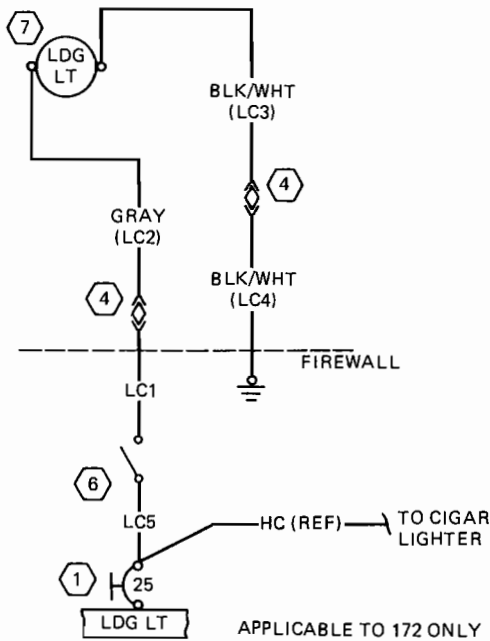 7
LDG
LT
BLK/WHT
(LC3)
4
GRAY
(LC2)
BLK/WHT
(LC4)
4
FIREWALL
LC1
6
LC5
HC (REF)
TO CIGAR
LIGHTER
1
25
LDG LT
APPLICABLE TO 172 ONLY